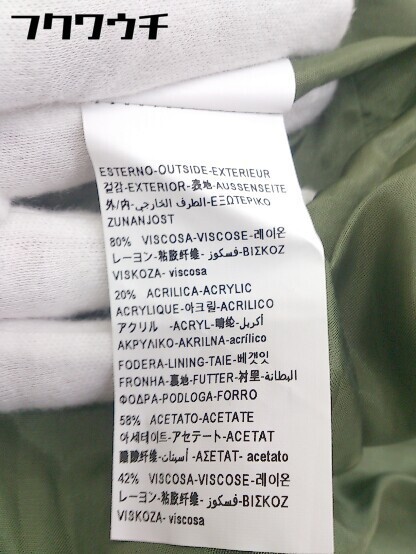 フクワウチ
ESTERNO-OUTSIDE-EXTERIEUR
겉감-EXTERIOR-表地-AUSSENSEITE
外/内-الطرف الخارجي-ΕΞΩΤΕΡΙΚΟ
ZUNANJOST
80% VISCOSA-VISCOSE-레이온
レーヨン-粘胶纤维-فسكوز-ΒΙΣΚΟΖ
VISKOZA- viscosa
20% ACRILICA-ACRYLIC
ACRYLIQUE-아크릴-ACRILICO
アクリル -ACRYL-腈纶-أكريل
ΑΚΡΥΛΙΚΟ-AKRILNA-acrílico
FODERA-LINING-TAIE-베갯잇
FRONHA-裏地-FUTTER-衬里-البطانة
ΦΟΔΡΑ-PODLOGA-FORRO
58% ACETATO-ACETATE
아세테이트-アセテート-ACETAT
醋酸纤维-أسيتات-ΑΣΕΤΑΤ- acetato
42% VISCOSA-VISCOSE-레이온
レーヨン-粘胶纤维-فسكوز-ΒΙΣΚΟΖ
VISKOZA- viscosa